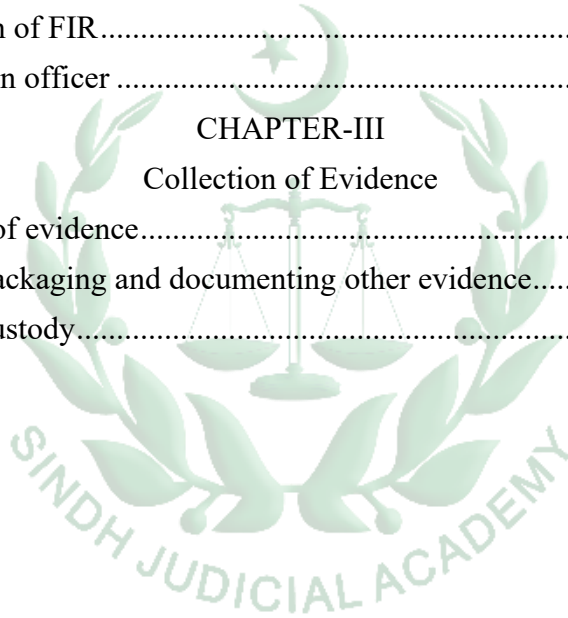 n of FIR..............................................................
n officer ............................................................
CHAPTER-III
Collection of Evidence
of evidence.........................................................
ackaging and documenting other evidence.....
ustody................................................................
SINDH JUDICIAL ACADEMY